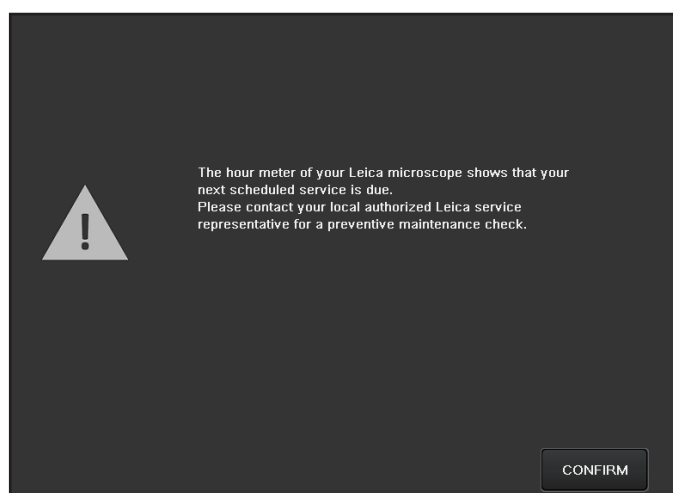 The hour meter of your Leica microscope shows that your
next scheduled service is due.
Please contact your local authorized Leica service
representative for a preventive maintenance check.
!
CONFIRM